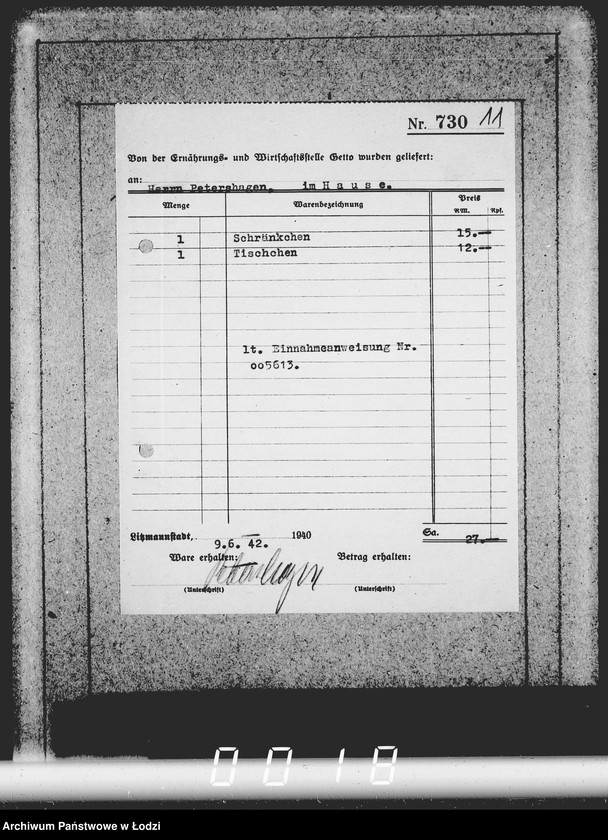 Nr. 730 11
Von der Ernährungs- und Wirtschaftsstelle Getto wurden geliefert:
an: Herrn Petershagen, im H a u s e.
Menge Warenbezeichnung Preis
RM. Rpf.
1 Schränkchen 15.—
1 Tischchen 12.—
lt. Einnahmeanweisung Nr.
oo5613.
Litzmannstadt, 9.6. 42. 1940 Sa. 27.—
Ware erhalten: Betrag erhalten:
Petershagen
(Unterschrift) (Unterschrift)
0018
Archiwum Państwowe w Łodzi